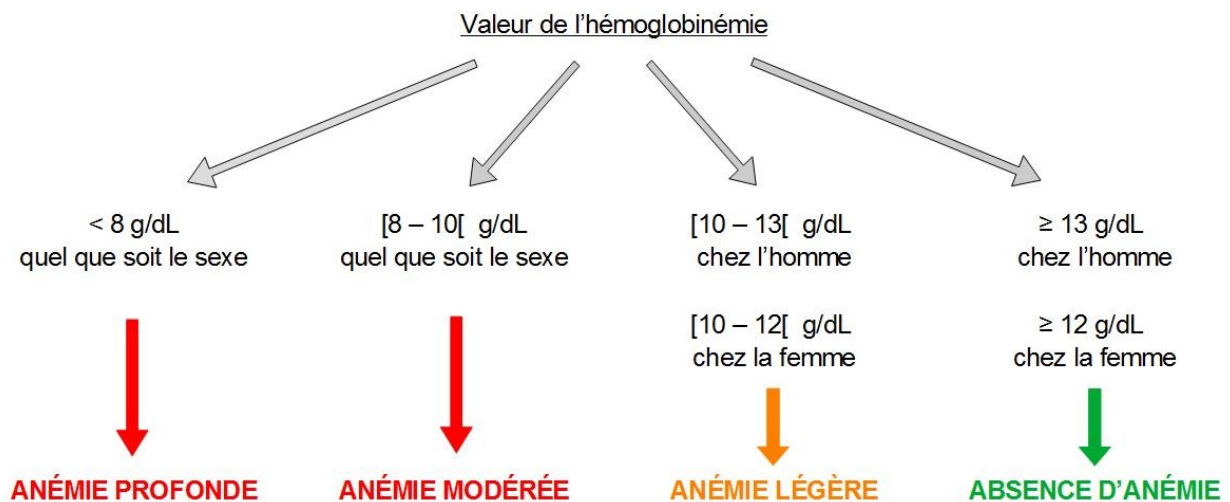 Valeur de l'hémoglobinémie
< 8 g/dL
quel que soit le sexe
[8 – 10[ g/dL
quel que soit le sexe
[10 – 13[ g/dL
chez l'homme
≥ 13 g/dL
chez l'homme
[10 – 12[ g/dL
chez la femme
≥ 12 g/dL
chez la femme
ANÉMIE PROFONDE
ANÉMIE MODÉRÉE
ANÉMIE LÉGÈRE
ABSENCE D'ANÉMIE